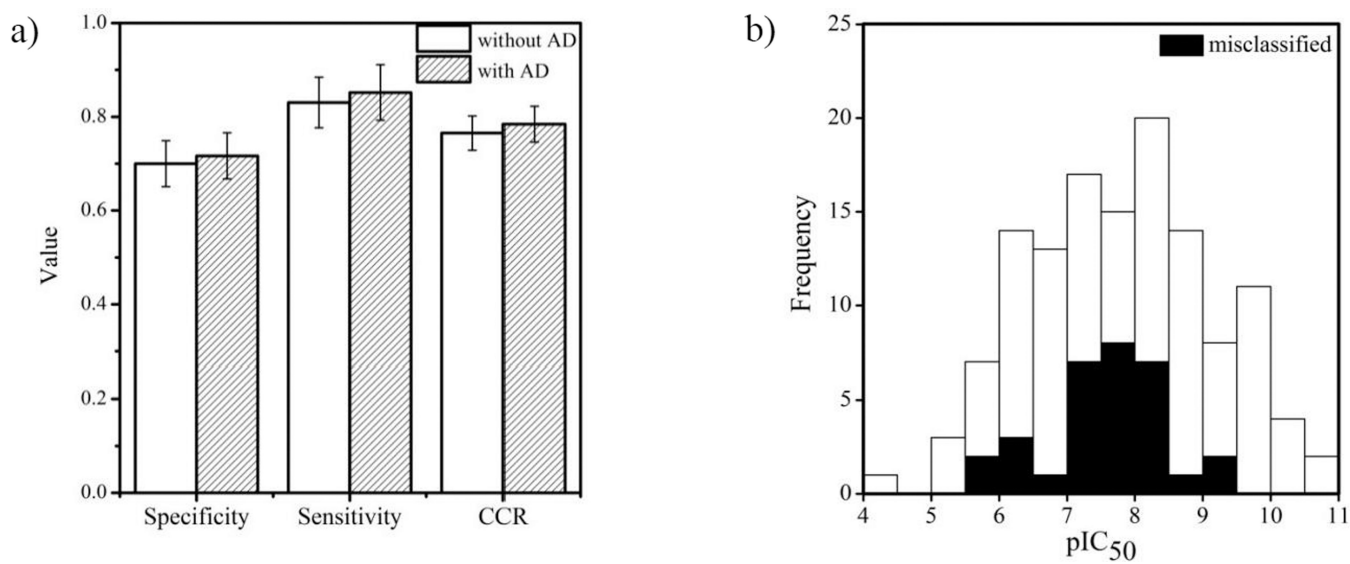 a)
1.0
0.8
0.6
0.4
0.2
0.0
Value
without AD
with AD
Specificity
Sensitivity
CCR
b)
25
20
15
10
5
0
Frequency
misclassified
4 5 6 7 8 9 10 11
pIC50